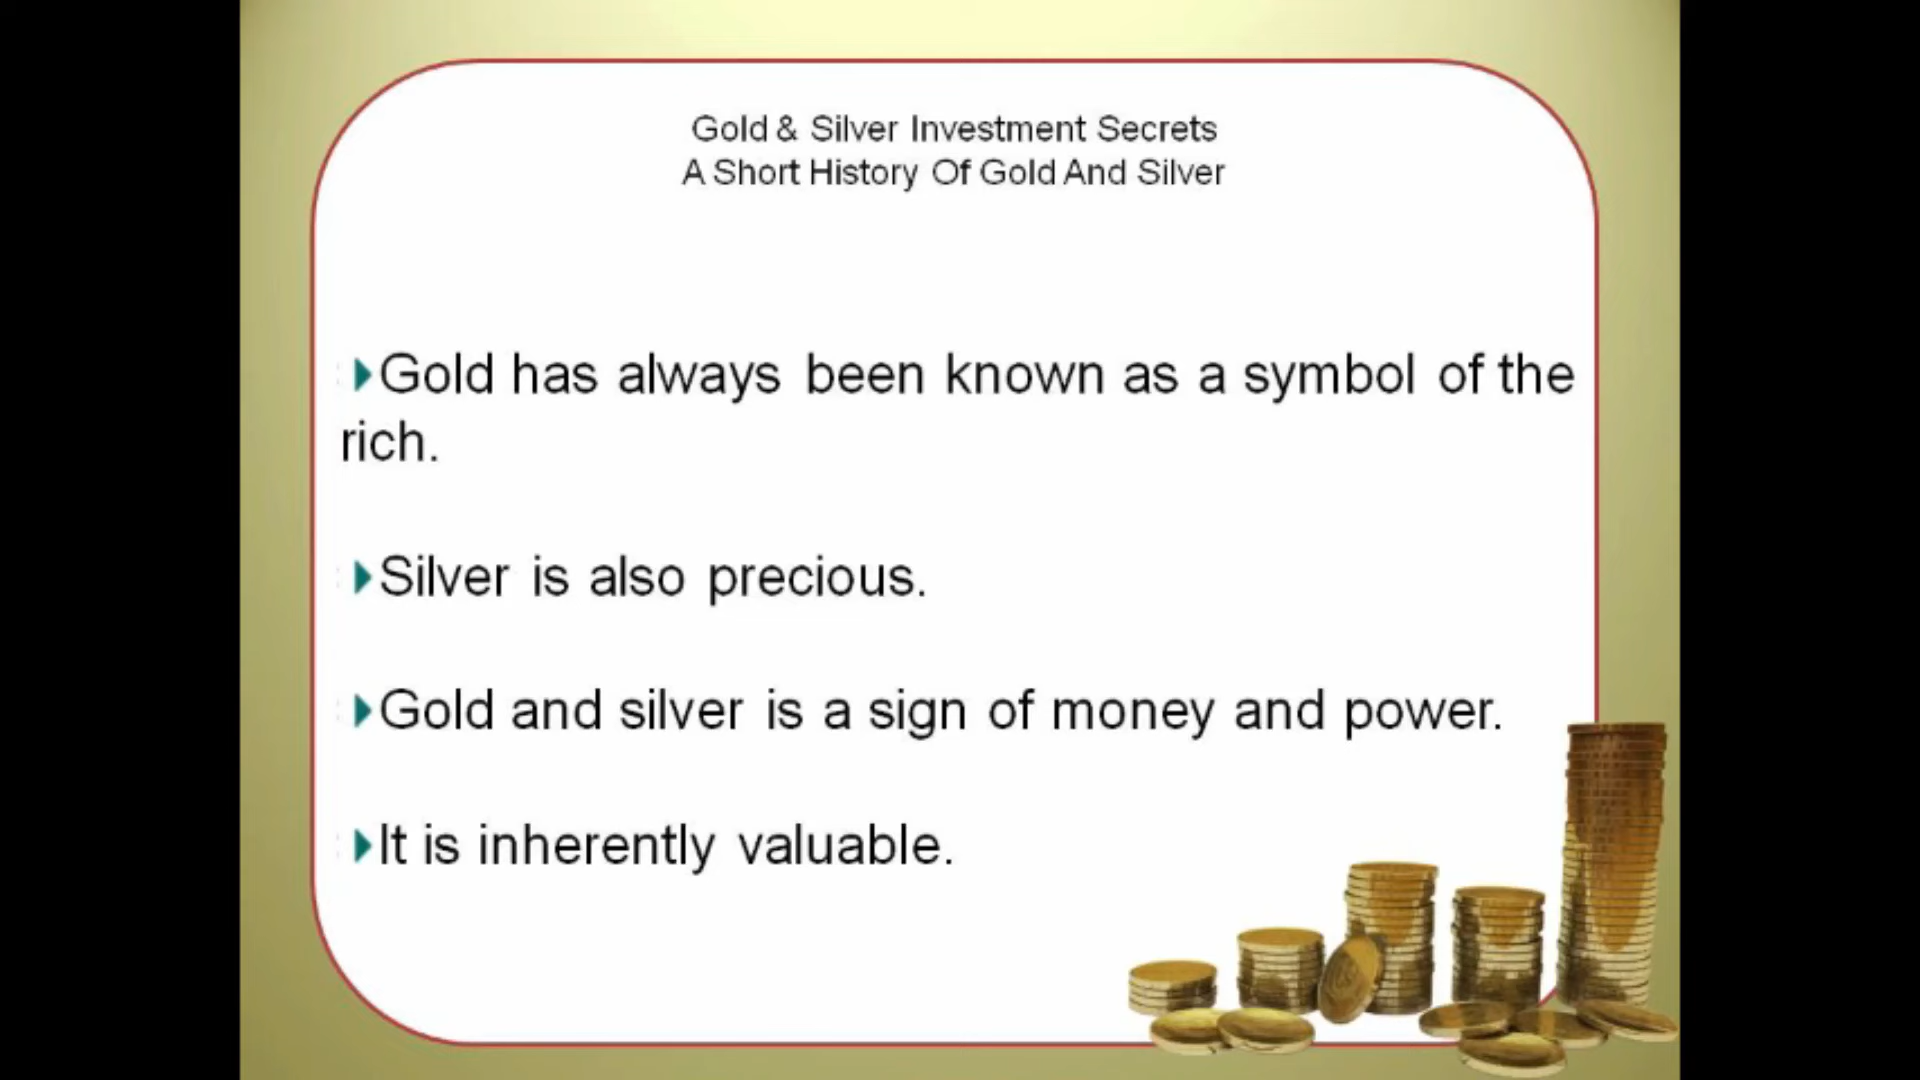 Gold & Silver Investment Secrets
A Short History Of Gold And Silver
Gold has always been known as a symbol of the
rich.
Silver is also precious.
Gold and silver is a sign of money and power.
It is inherently valuable.